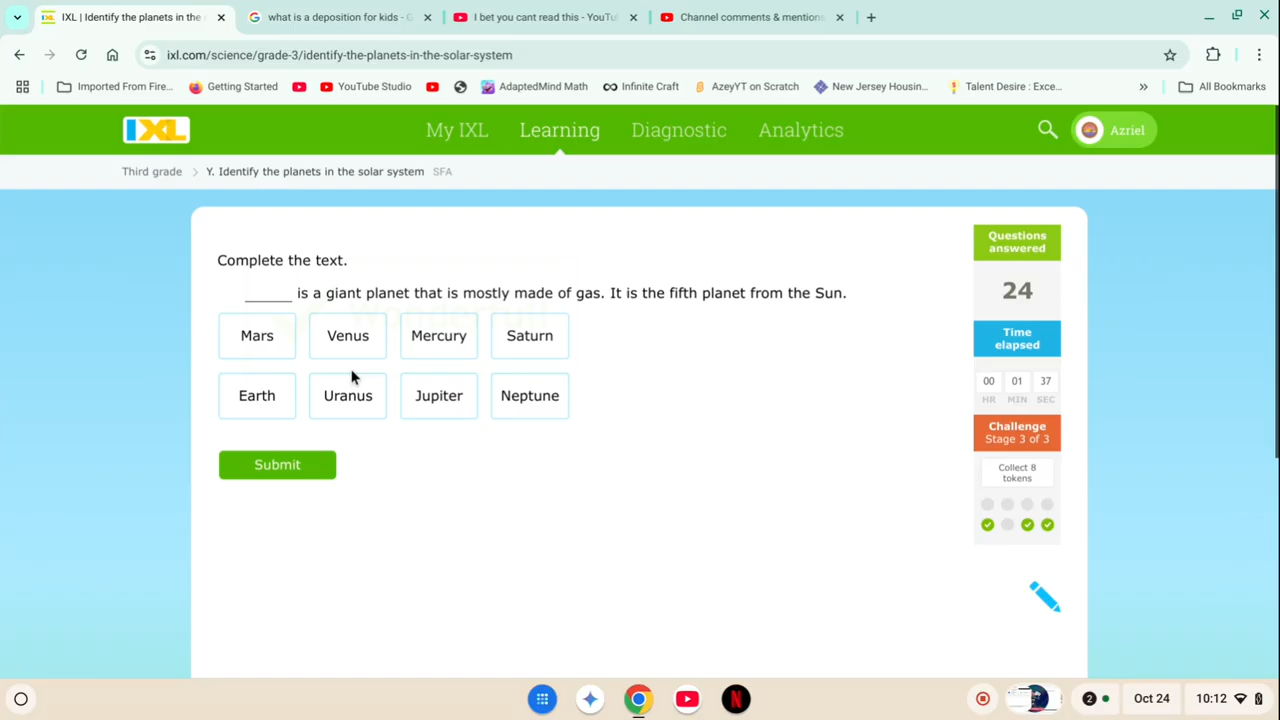 IXL | Identify the planets in the
what is a deposition for kids - G
I bet you cant read this - YouTu
Channel comments & mention
ixl.com/science/grade-3/identify-the-planets-in-the-solar-system
Imported From Fire... Getting Started YouTube Studio AdaptedMind Math Infinite Craft AzeyYT on Scratch New Jersey Housin... Talent Desire : Exce... » All Bookmarks
IXL My IXL Learning Diagnostic Analytics Azriel
Third grade > Y. Identify the planets in the solar system SFA
Complete the text.
_____ is a giant planet that is mostly made of gas. It is the fifth planet from the Sun.
Mars Venus Mercury Saturn
Earth Uranus Jupiter Neptune
Submit
Questions
answered
24
Time
elapsed
00 01 37
HR MIN SEC
Challenge
Stage 3 of 3
Collect 8
tokens
2 Oct 24 10:12